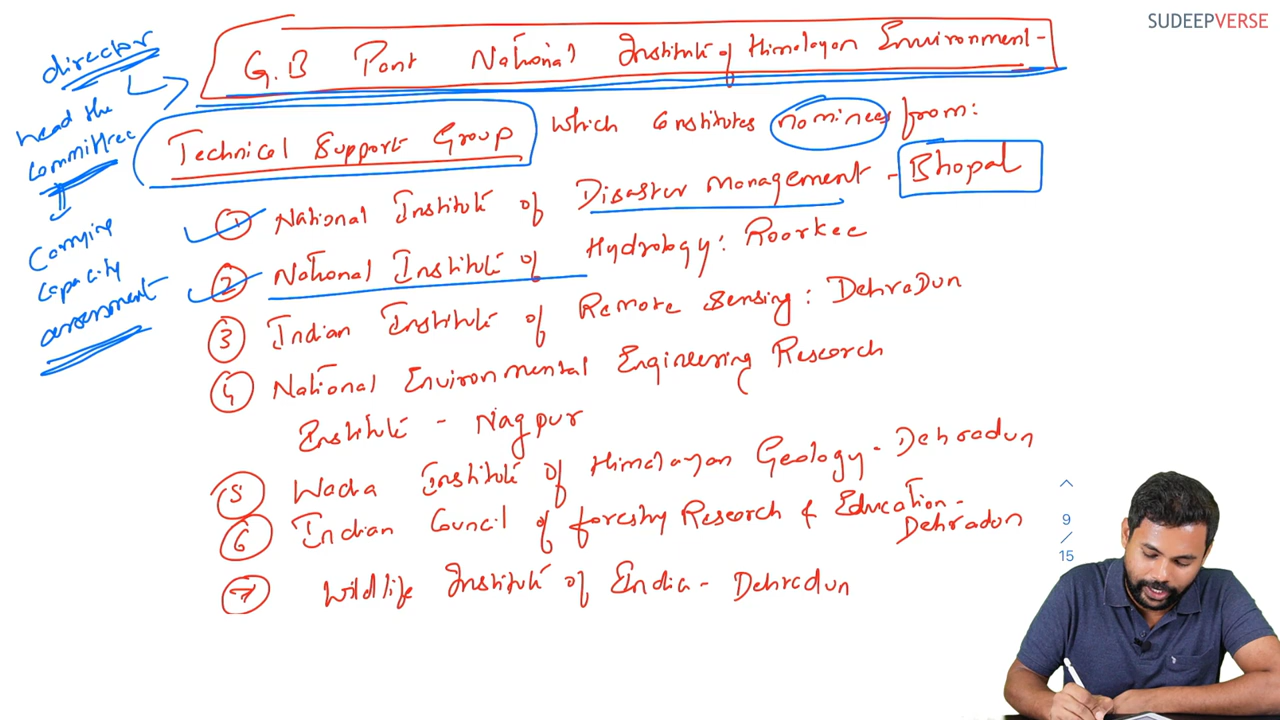 SUDEEPVERSE
director
head the
committee
Carrying
capacity
assessment
G.B Pant National Institute of Himalayan Environment-
Technical Support Group which constitutes nominees from:
1 National Institute of Disaster Management - Bhopal
2 National Institute of Hydrology: Roorkee
3 Indian Institute of Remote Sensing: DehraDun
4 National Environmental Engineering Research
Institute - Nagpur
5 Wadia Institute of Himalayan Geology - Dehradun
6 Indian Council of forestry Research & Education -
Dehradun
7 Wildlife Institute of India - Dehradun
9
/
15